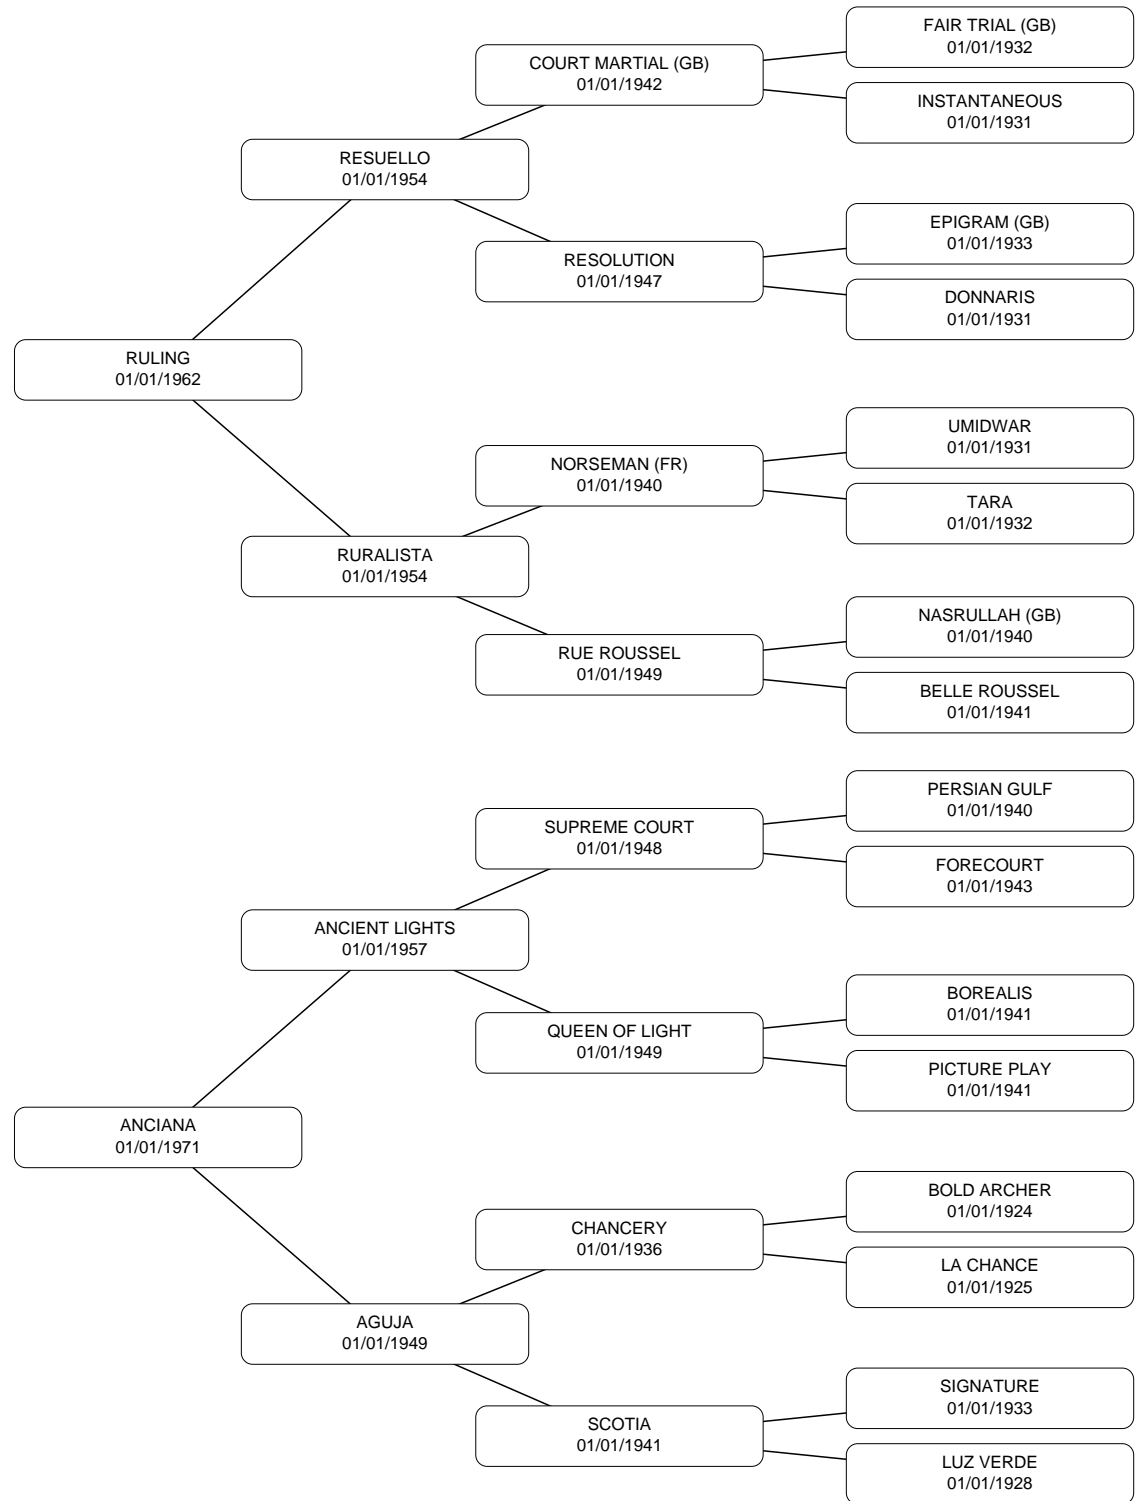 FAIR TRIAL (GB)
01/01/1932
COURT MARTIAL (GB)
01/01/1942
INSTANTANEOUS
01/01/1931
RESUELLO
01/01/1954
EPIGRAM (GB)
01/01/1933
RESOLUTION
01/01/1947
DONNARIS
01/01/1931
RULING
01/01/1962
UMIDWAR
01/01/1931
NORSEMAN (FR)
01/01/1940
TARA
01/01/1932
RURALISTA
01/01/1954
NASRULLAH (GB)
01/01/1940
RUE ROUSSEL
01/01/1949
BELLE ROUSSEL
01/01/1941
PERSIAN GULF
01/01/1940
SUPREME COURT
01/01/1948
FORECOURT
01/01/1943
ANCIENT LIGHTS
01/01/1957
BOREALIS
01/01/1941
QUEEN OF LIGHT
01/01/1949
PICTURE PLAY
01/01/1941
ANCIANA
01/01/1971
BOLD ARCHER
01/01/1924
CHANCERY
01/01/1936
LA CHANCE
01/01/1925
AGUJA
01/01/1949
SIGNATURE
01/01/1933
SCOTIA
01/01/1941
LUZ VERDE
01/01/1928